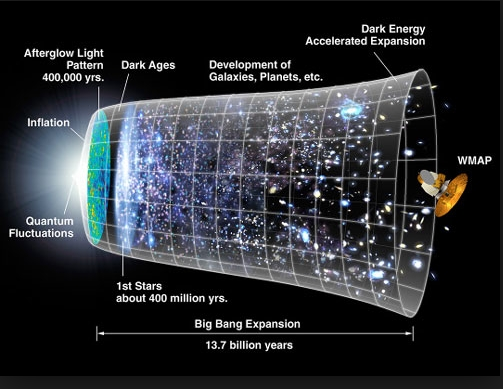 Dark Energy
Accelerated Expansion
Afterglow Light
Pattern
400,000 yrs.
Dark Ages
Development of
Galaxies, Planets, etc.
Inflation
WMAP
Quantum
Fluctuations
1st Stars
about 400 million yrs.
Big Bang Expansion
13.7 billion years